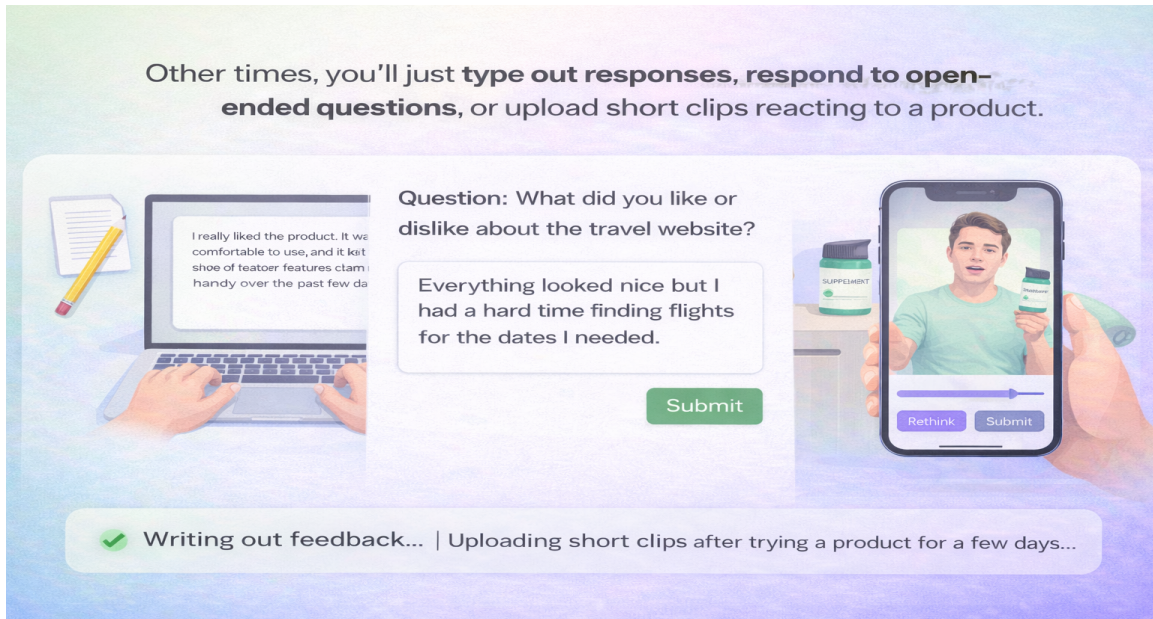 Other times, you'll just type out responses, respond to open-
ended questions, or upload short clips reacting to a product.
I really liked the product. It wa
comfortable to use, and it
shoe of features
handy over the past few da
Question: What did you like or
dislike about the travel website?
Everything looked nice but I
had a hard time finding flights
for the dates I needed.
Submit
SUPPEIMEKT
Rethink
Submit
Writing out feedback... | Uploading short clips after trying a product for a few days...